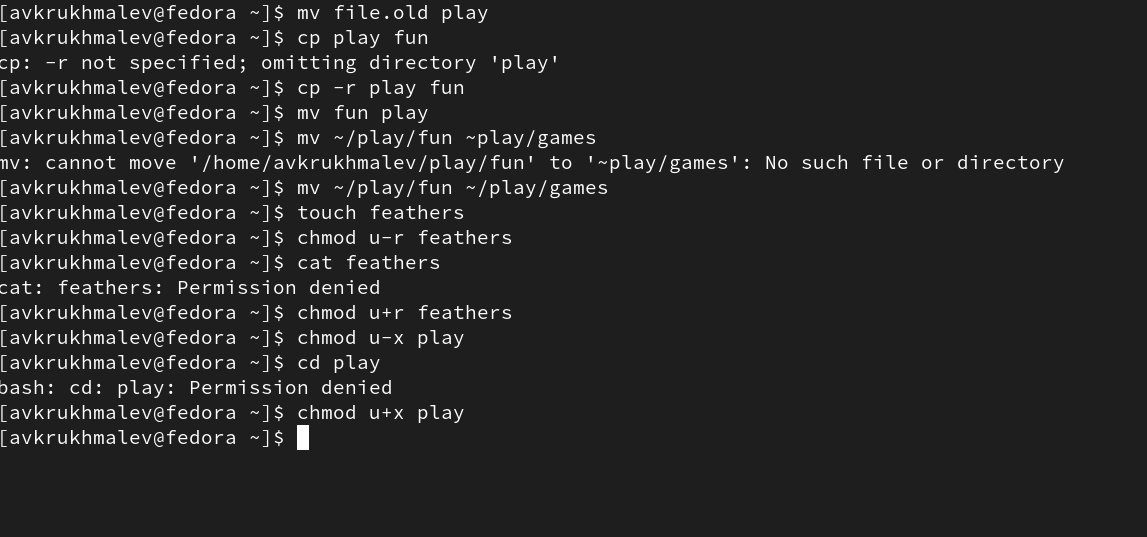 [avkrukhmalev@fedora ~]$ mv file.old play
[avkrukhmalev@fedora ~]$ cp play fun
cp: -r not specified; omitting directory 'play'
[avkrukhmalev@fedora ~]$ cp -r play fun
[avkrukhmalev@fedora ~]$ mv fun play
[avkrukhmalev@fedora ~]$ mv ~/play/fun ~play/games
mv: cannot move '/home/avkrukhmalev/play/fun' to '~play/games': No such file or directory
[avkrukhmalev@fedora ~]$ mv ~/play/fun ~/play/games
[avkrukhmalev@fedora ~]$ touch feathers
[avkrukhmalev@fedora ~]$ chmod u-r feathers
[avkrukhmalev@fedora ~]$ cat feathers
cat: feathers: Permission denied
[avkrukhmalev@fedora ~]$ chmod u+r feathers
[avkrukhmalev@fedora ~]$ chmod u-x play
[avkrukhmalev@fedora ~]$ cd play
bash: cd: play: Permission denied
[avkrukhmalev@fedora ~]$ chmod u+x play
[avkrukhmalev@fedora ~]$